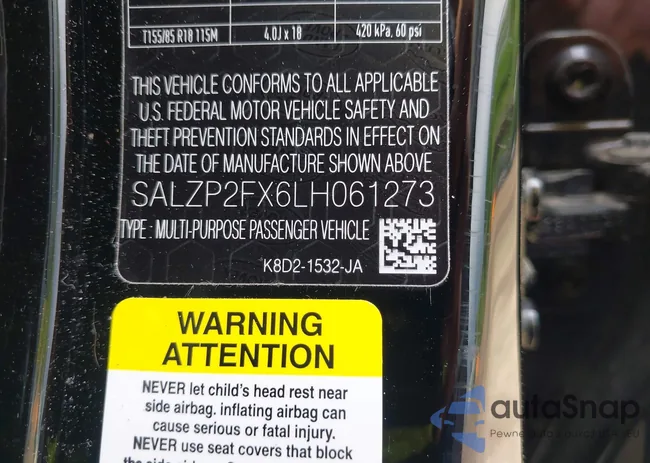 T155/85 R18 115M 4.0J x 18 420 kPa, 60 psi
THIS VEHICLE CONFORMS TO ALL APPLICABLE
U.S. FEDERAL MOTOR VEHICLE SAFETY AND
THEFT PREVENTION STANDARDS IN EFFECT ON
THE DATE OF MANUFACTURE SHOWN ABOVE
SALZP2FX6LH061273
TYPE : MULTI-PURPOSE PASSENGER VEHICLE
K8D2-1532-JA
WARNING
ATTENTION
NEVER let child's head rest near
side airbag. inflating airbag can
cause serious or fatal injury.
NEVER use seat covers that block
autaSnap